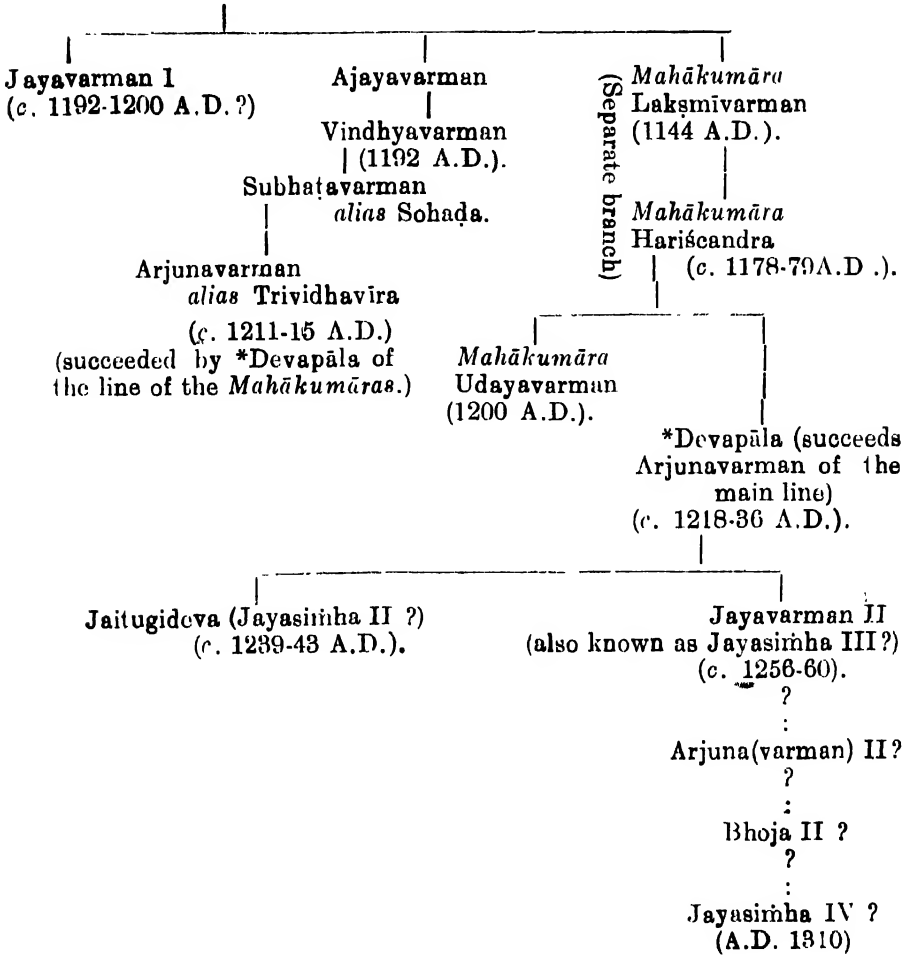 Jayavarman I
(c. 1192-1200 A.D.?)
Ajayavarman
Vindhyavarman
(1192 A.D.).
Subhaṭavarman
alias Sohaḍa.
Arjunavarman
alias Trividhavīra
(c. 1211-15 A.D.)
(succeeded by *Devapāla of
the line of the Mahākumāras.)
(Separate branch)
Mahākumāra
Lakṣmīvarman
(1144 A.D.).
Mahākumāra
Hariścandra
(c. 1178-79A.D .).
Mahākumāra
Udayavarman
(1200 A.D.).
*Devapāla (succeeds
Arjunavarman of the
main line)
(c. 1218-36 A.D.).
Jaitugideva (Jayasiṁha II ?)
(c. 1239-43 A.D.).
Jayavarman II
(also known as Jayasiṁha III?)
(c. 1256-60).
?
:
Arjuna(varman) II?
?
:
Bhoja II ?
?
:
Jayasiṁha IV ?
(A.D. 1310)